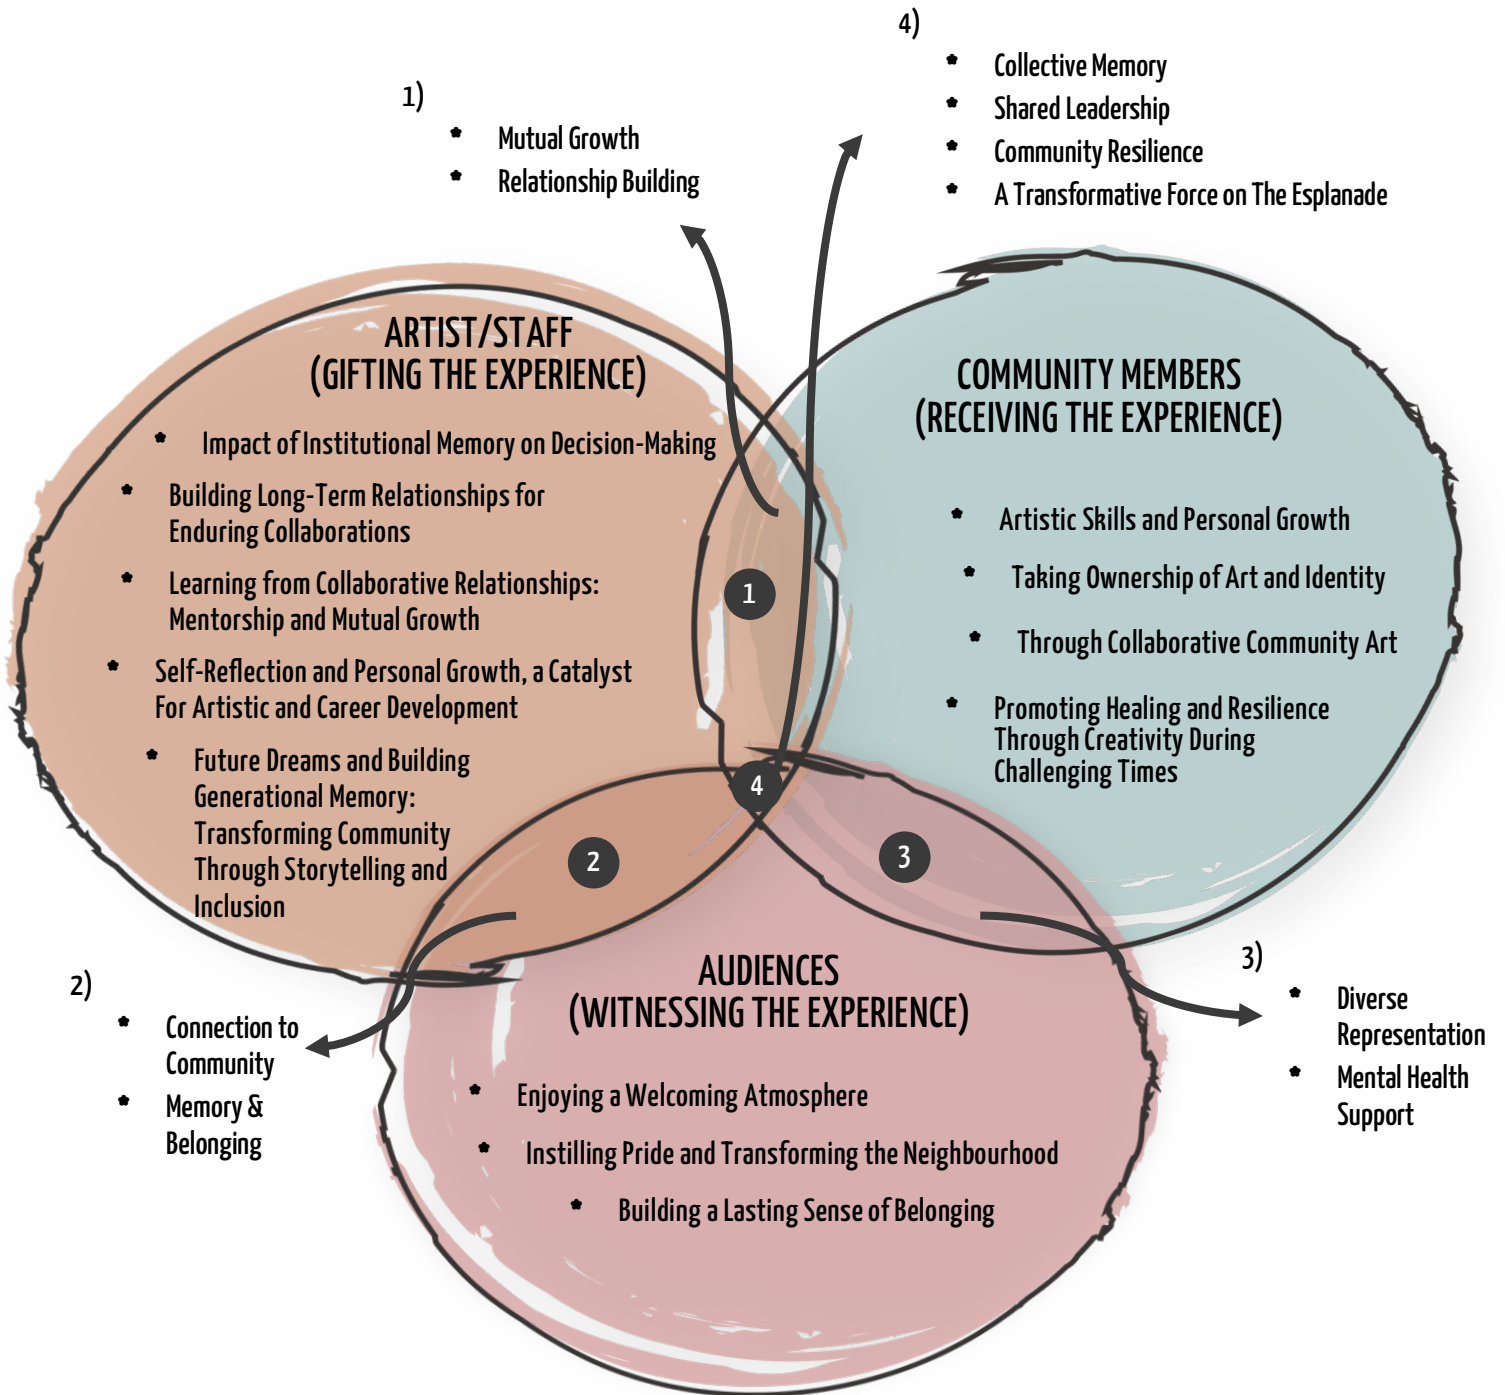 4)
Collective Memory
Shared Leadership
Community Resilience
A Transformative Force on The Esplanade
1)
Mutual Growth
Relationship Building
ARTIST/STAFF
(GIFTING THE EXPERIENCE)
Impact of Institutional Memory on Decision-Making
Building Long-Term Relationships for
Enduring Collaborations
Learning from Collaborative Relationships:
Mentorship and Mutual Growth
Self-Reflection and Personal Growth, a Catalyst
For Artistic and Career Development
Future Dreams and Building
Generational Memory:
Transforming Community
Through Storytelling and
Inclusion
COMMUNITY MEMBERS
(RECEIVING THE EXPERIENCE)
Artistic Skills and Personal Growth
Taking Ownership of Art and Identity
Through Collaborative Community Art
Promoting Healing and Resilience
Through Creativity During
Challenging Times
1
4
2
3
AUDIENCES
(WITNESSING THE EXPERIENCE)
Enjoying a Welcoming Atmosphere
Instilling Pride and Transforming the Neighbourhood
Building a Lasting Sense of Belonging
2)
Connection to
Community
Memory &
Belonging
3)
Diverse
Representation
Mental Health
Support